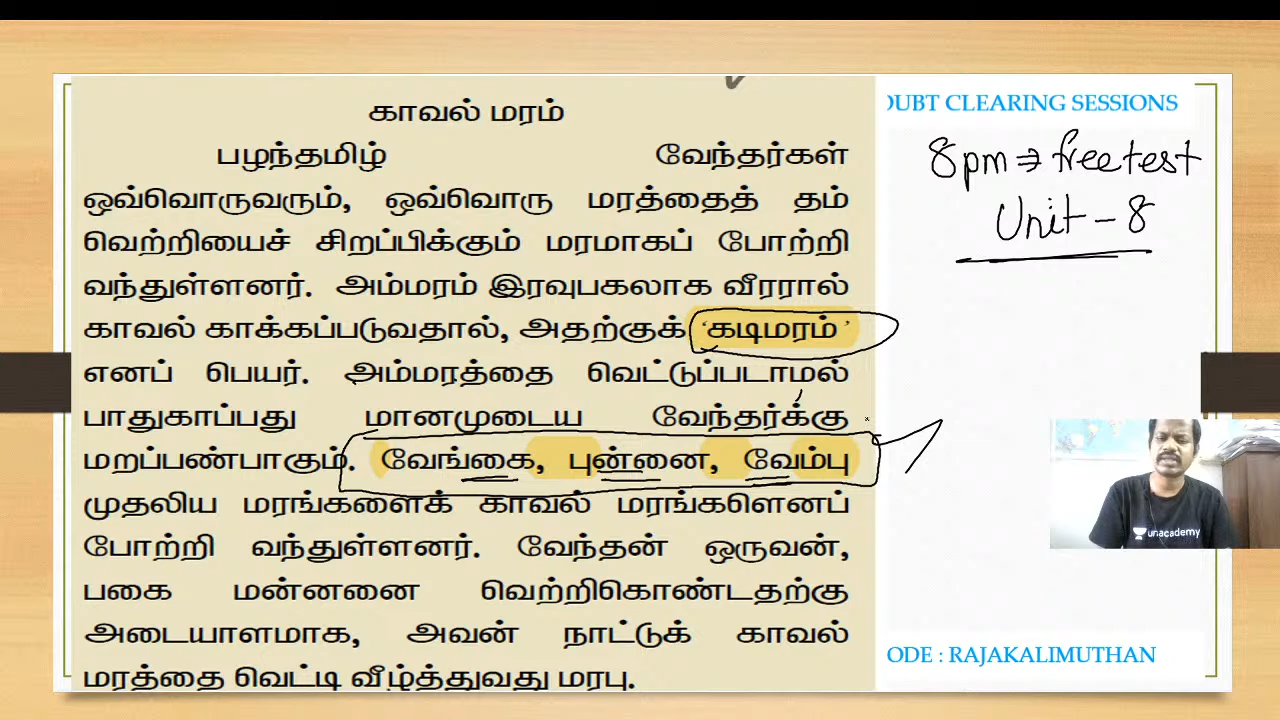 காவல் மரம்
பழந்தமிழ் வேந்தர்கள்
ஒவ்வொருவரும், ஒவ்வொரு மரத்தைத் தம்
வெற்றியைச் சிறப்பிக்கும் மரமாகப் போற்றி
வந்துள்ளனர். அம்மரம் இரவுபகலாக வீரரால்
காவல் காக்கப்படுவதால், அதற்குக் 'கடிமரம்'
எனப் பெயர். அம்மரத்தை வெட்டுப்படாமல்
பாதுகாப்பது மானமுடைய வேந்தர்க்கு
மறப்பண்பாகும். வேங்கை, புன்னை, வேம்பு
முதலிய மரங்களைக் காவல் மரங்களெனப்
போற்றி வந்துள்ளனர். வேந்தன் ஒருவன்,
பகை மன்னனை வெற்றிகொண்டதற்கு
அடையாளமாக, அவன் நாட்டுக் காவல்
மரத்தை வெட்டி வீழ்த்துவது மரபு.
OUBT CLEARING SESSIONS
8pm ⇒ free test
Unit - 8
unacademy
ODE : RAJAKALIMUTHAN